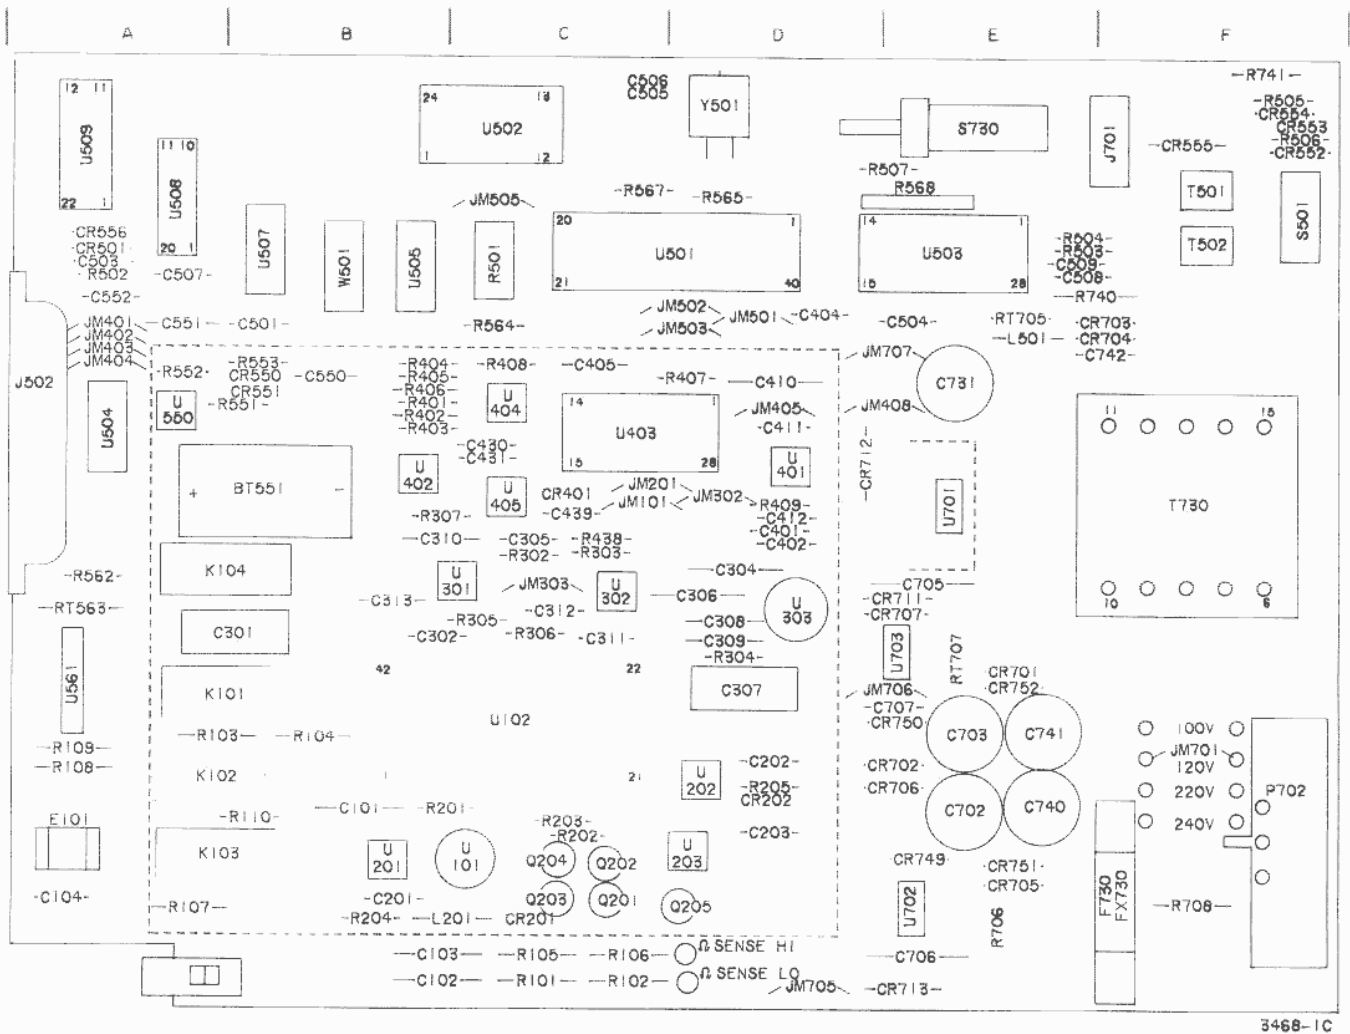 A B C D E F
12 11
U509
22 1
11 10
U508
20 1
24 13
U502
1 12
C506
C505
Y501
S730
J701
-R741-
-R505-
-CR554-
CR553
-R506-
-CR552-
-CR555-
-R507-
R568
T501
T502
S501
-R567-
-R565-
JM505
CR556
-CR501-
-C503-
-R502
-C507-
-C552-
U507
W501
U505
R501
20 1
U501
21 40
14 1
U503
15 28
-R504-
-R503-
-C509-
-C508-
-R740-
JM401
JM402
JM403
JM404
-C551-
-C501-
-R564-
JM502
JM503
JM501
-C404-
-C504-
-RT705-
-L501-
-CR703-
-CR704-
-C742-
J502
U504
-R552-
-R553-
CR550
CR551
-R551-
-C550-
U
550
-R404-
-R405-
-R406-
-R401-
-R402-
-R403-
-R408-
-C405-
-R407-
-C410-
JM405
-C411-
JM707
JM408
C731
U
404
14 1
U403
15 28
-C430-
-C431-
U
402
U
405
U
401
+ BT551 -
CR401
-C439-
JM201
JM101
JM302
-R409-
-C412-
-C401-
-C402-
-CR712-
U701
11 15
T730
10 6
-R307-
-C310-
-C305-
-R302-
-R438-
-R303-
K104
-R562-
-RT563-
C301
U561
U
301
JM303
U
302
-C313-
-C312-
-R305-
-C302-
-R306-
-C311-
-C304-
-C306-
U
303
-C308-
-C309-
-R304-
C307
-C705-
-CR711-
-CR707-
U703
RT707
-CR701
-CR752-
JM706
-C707-
-CR750
K101
42 22
U102
21
-R103-
-R104-
-R109-
-R108-
K102
-R110-
-C101-
-R201-
E101
K103
-C104-
-R107-
U
201
U
101
-R203-
-R202-
Q204
Q202
Q203
Q201
-C201-
-R204-
-L201-
CR201
U
202
-C202-
-R205-
CR202
-C203-
U
203
Q205
C703
C741
C702
C740
-CR702-
-CR706-
CR749
-CR751-
-CR705-
U702
R706
F730
FX730
100V
JM701
120V
220V
240V
P702
-R708-
-C103-
-R105-
-R106-
Ω SENSE HI
-C102-
-R101-
-R102-
Ω SENSE LO
JM705
-C706-
-CR713-
3468-1C